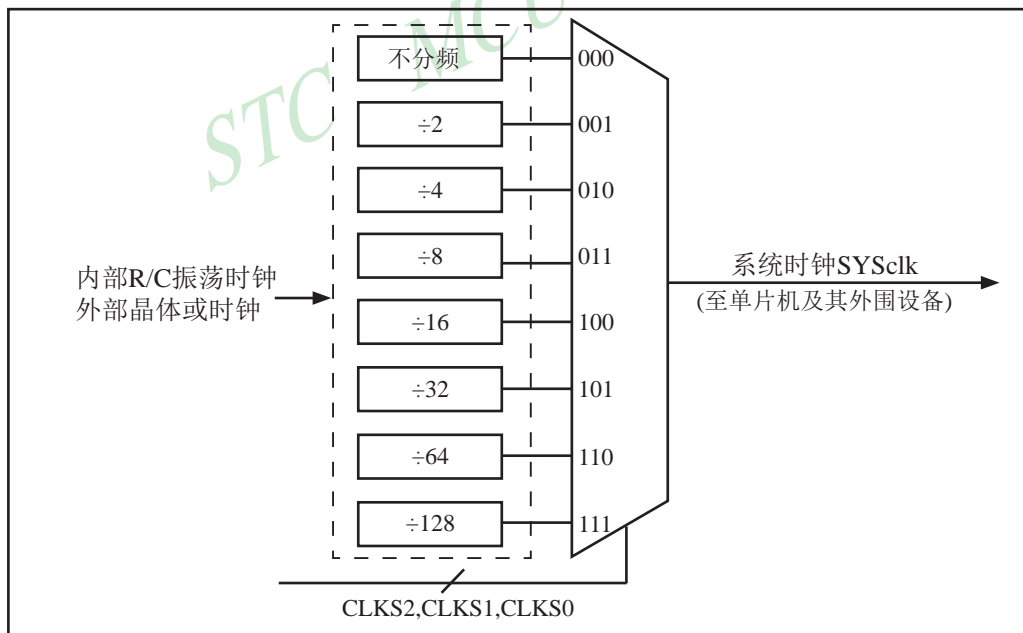 STC MCU
不分频
000
÷2
001
÷4
010
÷8
011
÷16
100
÷32
101
÷64
110
÷128
111
内部R/C振荡时钟
外部晶体或时钟
系统时钟SYSclk
(至单片机及其外围设备)
CLKS2,CLKS1,CLKS0